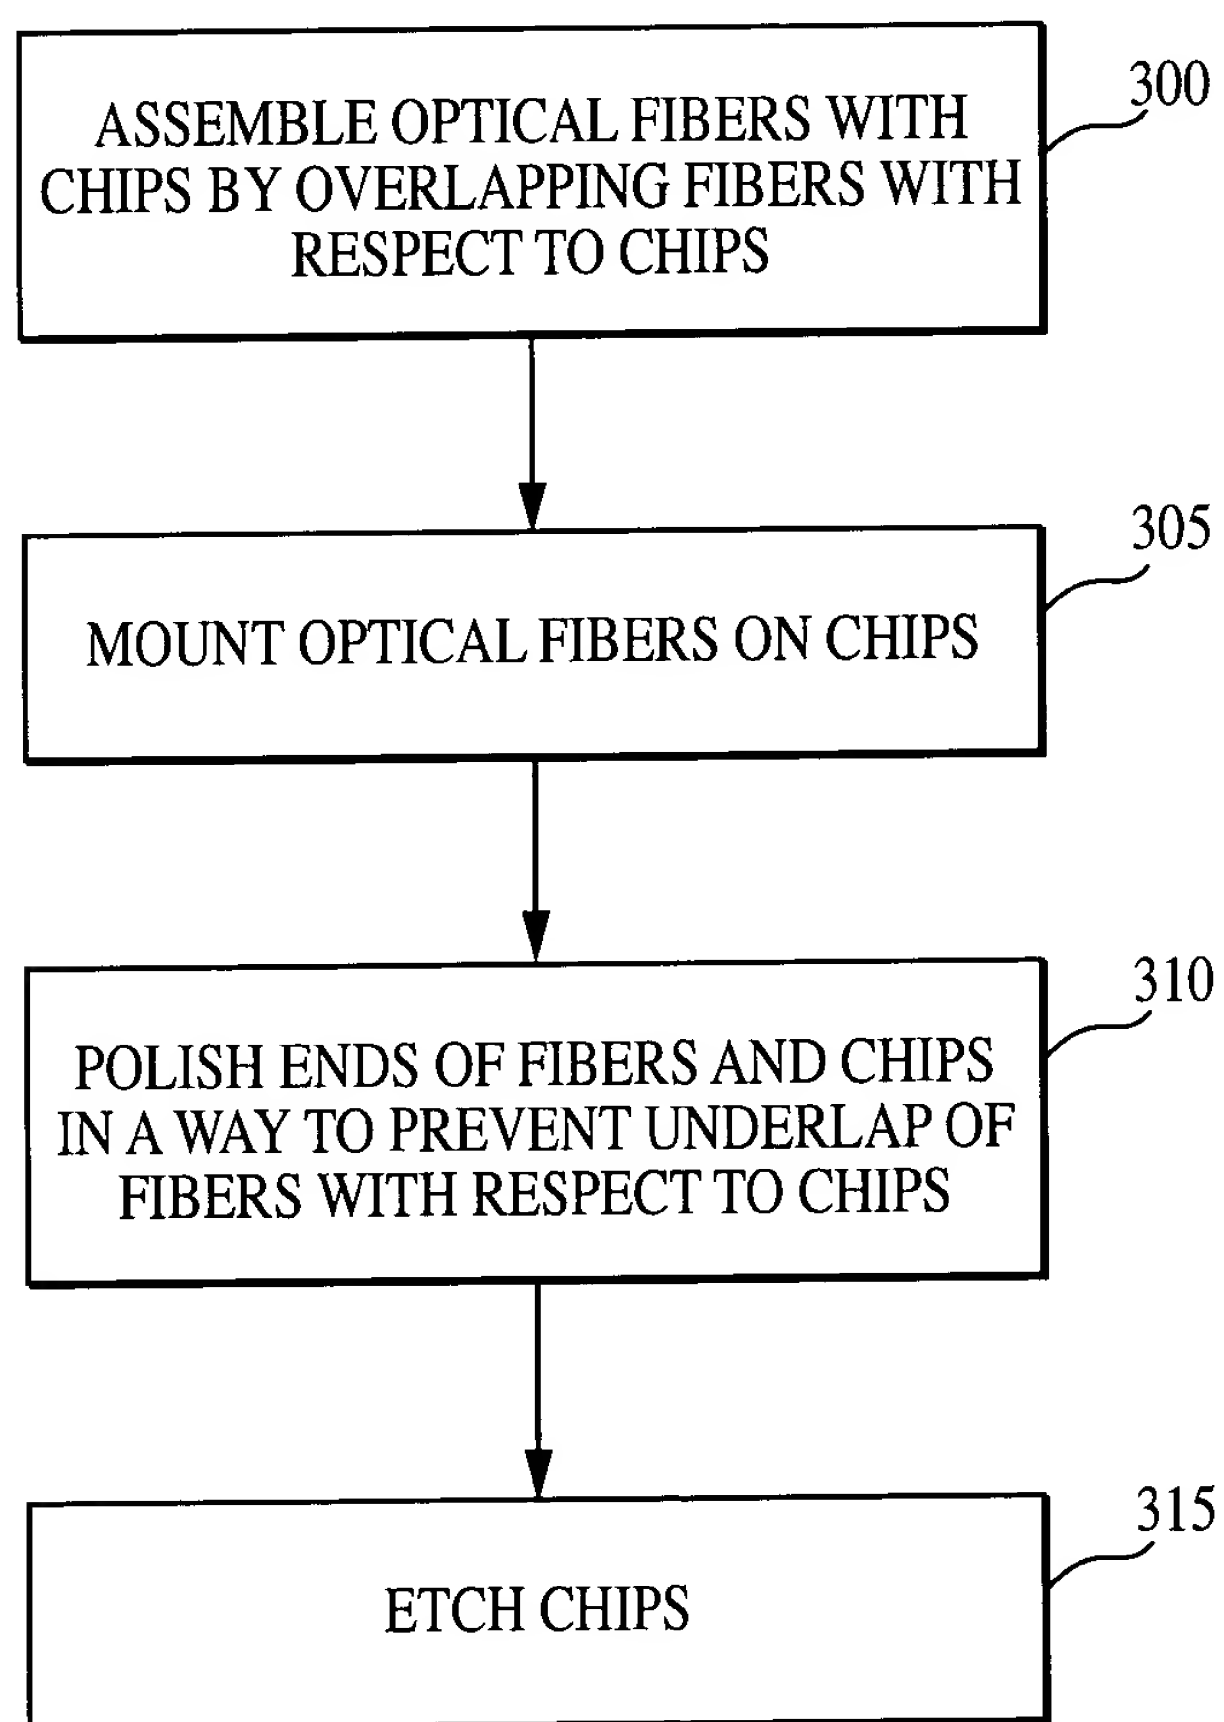 300
ASSEMBLE OPTICAL FIBERS WITH
CHIPS BY OVERLAPPING FIBERS WITH
RESPECT TO CHIPS
305
MOUNT OPTICAL FIBERS ON CHIPS
310
POLISH ENDS OF FIBERS AND CHIPS
IN A WAY TO PREVENT UNDERLAP OF
FIBERS WITH RESPECT TO CHIPS
315
ETCH CHIPS